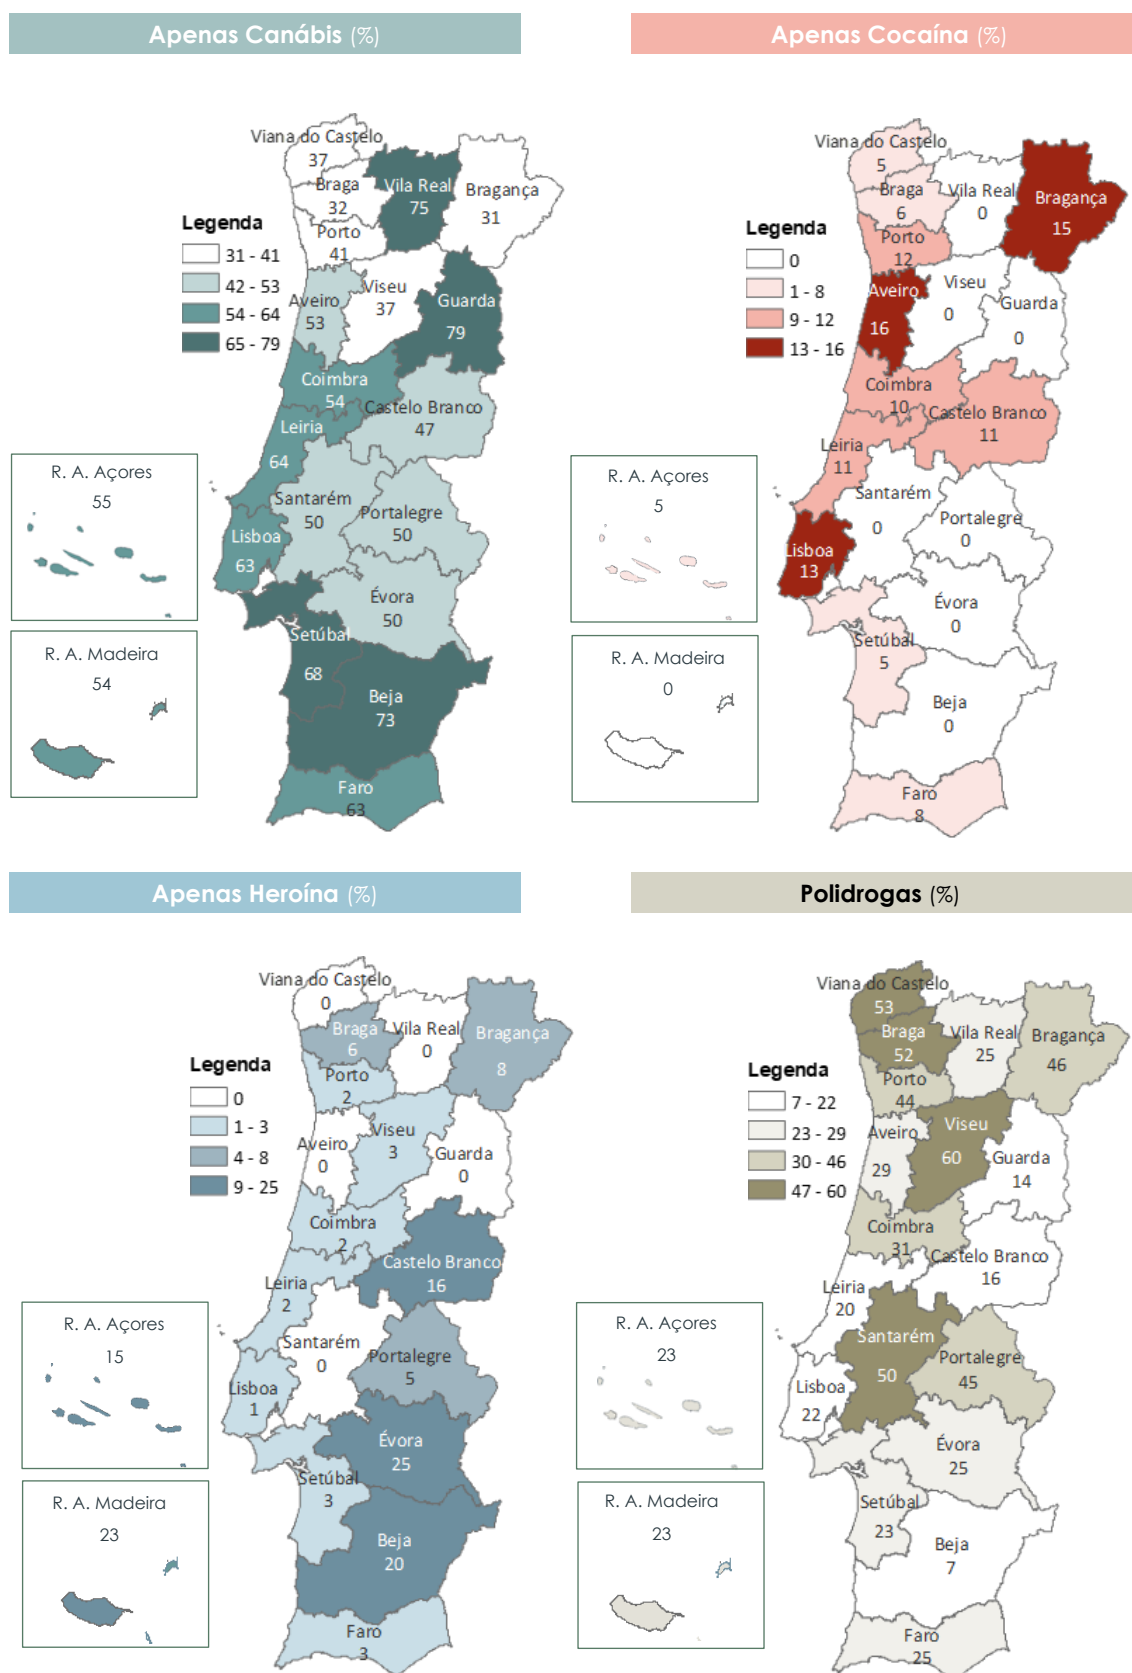 Apenas Canábis (%)
Viana do Castelo
37
Braga
32
Vila Real
75
Bragança
31
Porto
41
Legenda
31 - 41
42 - 53
54 - 64
65 - 79
Aveiro
53
Viseu
37
Guarda
79
Coimbra
54
Castelo Branco
47
Leiria
64
Santarém
50
Portalegre
50
Lisboa
63
Évora
50
Setúbal
68
Beja
73
Faro
63
R. A. Açores
55
R. A. Madeira
54
Apenas Cocaína (%)
Viana do Castelo
5
Braga
6
Vila Real
0
Bragança
15
Porto
12
Legenda
0
1 - 8
9 - 12
13 - 16
Aveiro
16
Viseu
0
Guarda
0
Coimbra
10
Castelo Branco
11
Leiria
11
Santarém
0
Portalegre
0
Lisboa
13
Évora
0
Setúbal
5
Beja
0
Faro
8
R. A. Açores
5
R. A. Madeira
0
Apenas Heroína (%)
Viana do Castelo
0
Braga
6
Vila Real
0
Bragança
8
Porto
2
Legenda
0
1 - 3
4 - 8
9 - 25
Aveiro
0
Viseu
3
Guarda
0
Coimbra
2
Castelo Branco
16
Leiria
2
Santarém
0
Portalegre
5
Lisboa
1
Évora
25
Setúbal
3
Beja
20
Faro
3
R. A. Açores
15
R. A. Madeira
23
Polidrogas (%)
Viana do Castelo
53
Braga
52
Vila Real
25
Bragança
46
Porto
44
Legenda
7 - 22
23 - 29
30 - 46
47 - 60
Aveiro
29
Viseu
60
Guarda
14
Coimbra
31
Castelo Branco
16
Leiria
20
Santarém
50
Portalegre
45
Lisboa
22
Évora
25
Setúbal
23
Beja
7
Faro
25
R. A. Açores
23
R. A. Madeira
23